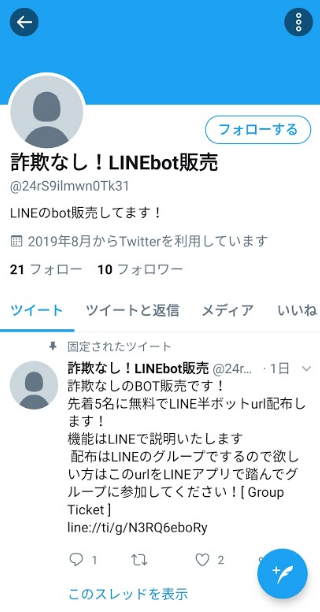 フォローする
詐欺なし！LINEbot販売
@24rS9ilmwn0Tk31
LINEのbot販売してます！
2019年8月からTwitterを利用しています
21 フォロー 10 フォロワー
ツイート ツイートと返信 メディア いいね
固定されたツイート
詐欺なし！LINEbot販売 @24r... · 1日
詐欺なしのBOT販売です！
先着5名に無料でLINE半ボットurl配布し
ます！
機能はLINEで説明いたします
配布はLINEのグループでするので欲し
い方はこのurlをLINEアプリで踏んでグ
ループに参加してください！[ Group
Ticket ]
line://ti/g/N3RQ6eboRy
1 2
このスレッドを表示